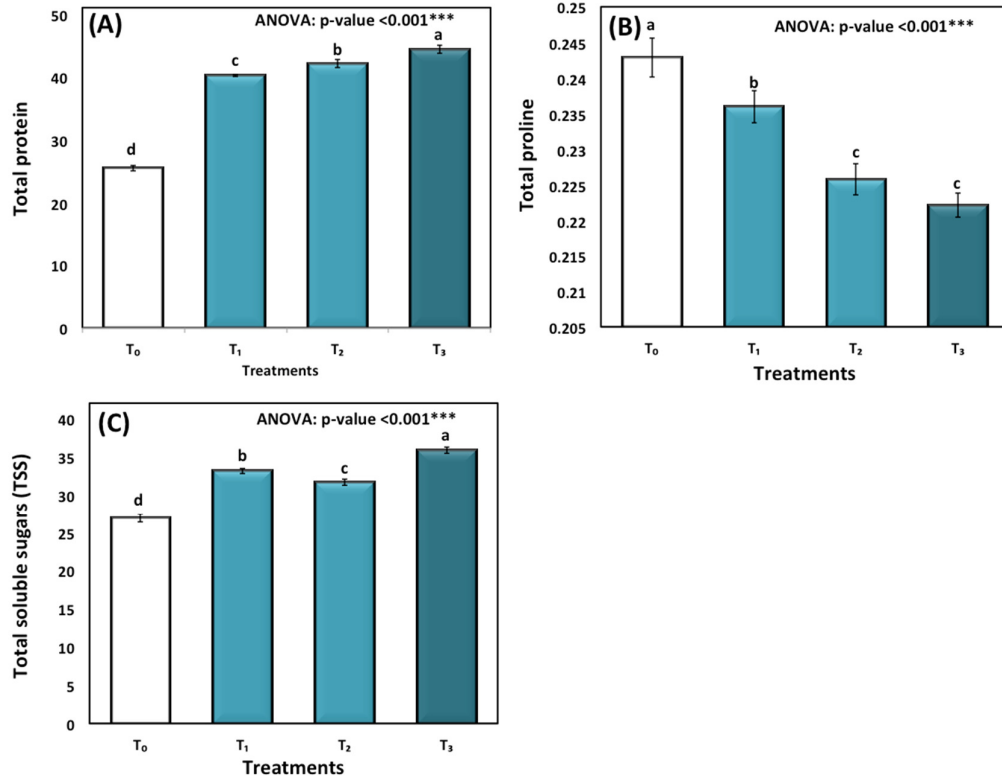 (A)
ANOVA: p-value <0.001***
Total protein
50
40
30
20
10
0
d
c
b
a
T₀ T₁ T₂ T₃
Treatments
(B)
ANOVA: p-value <0.001***
Total proline
0.25
0.245
0.24
0.235
0.23
0.225
0.22
0.215
0.21
0.205
a
b
c
c
T₀ T₁ T₂ T₃
Treatments
(C)
ANOVA: p-value <0.001***
Total soluble sugars (TSS)
40
35
30
25
20
15
10
5
0
d
b
c
a
T₀ T₁ T₂ T₃
Treatments